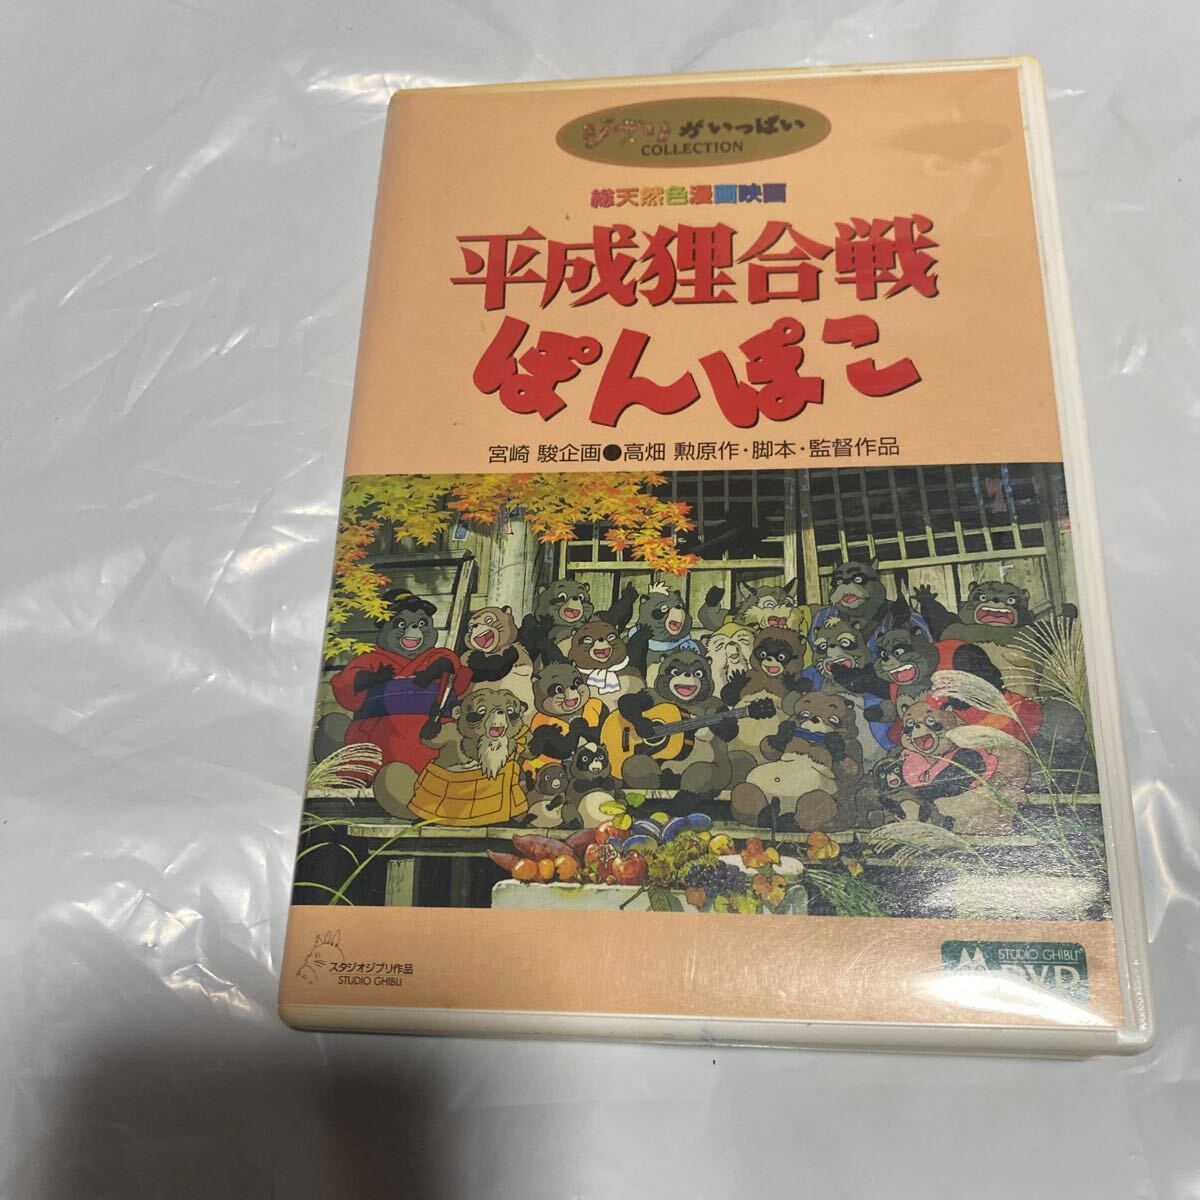 ジブリがいっぱい
COLLECTION
総天然色漫画映画
平成狸合戦
ぽんぽこ
宮崎 駿企画●高畑 勲原作・脚本・監督作品
スタジオジブリ作品
STUDIO GHIBLI
STUDIO GHIBLI
DVD